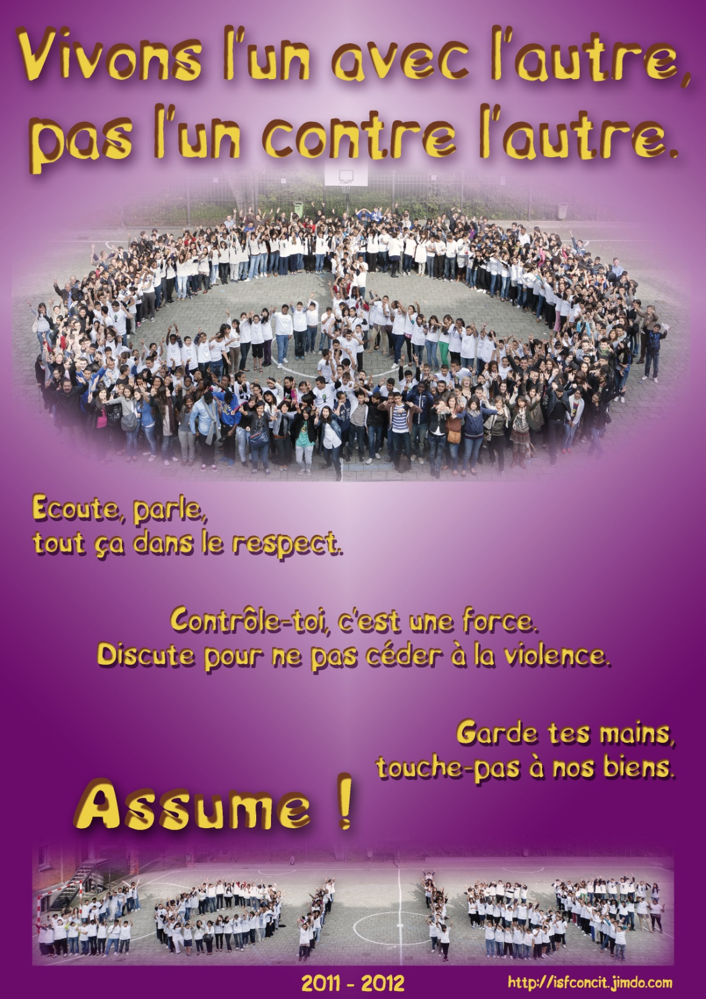 Vivons l'un avec l'autre,
pas l'un contre l'autre.
Ecoute, parle,
tout ça dans le respect.
Contrôle-toi, c'est une force.
Discute pour ne pas céder à la violence.
Garde tes mains,
touche-pas à nos biens.
Assume !
2011 - 2012
http://isfconcit.jimdo.com